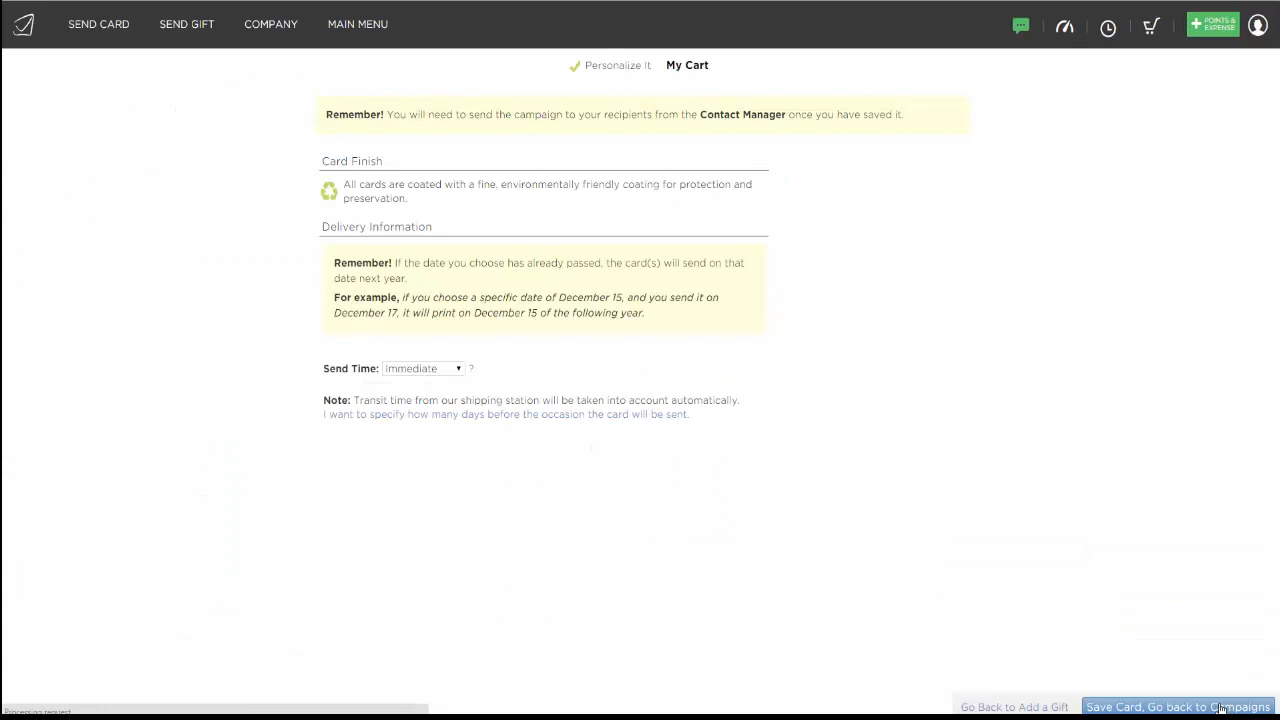 SEND CARD SEND GIFT COMPANY MAIN MENU
+ POINTS & EXPENSE
Personalize It My Cart
Remember! You will need to send the campaign to your recipients from the Contact Manager once you have saved it.
Card Finish
All cards are coated with a fine, environmentally friendly coating for protection and
preservation.
Delivery Information
Remember! If the date you choose has already passed, the card(s) will send on that
date next year.
For example, if you choose a specific date of December 15, and you send it on
December 17, it will print on December 15 of the following year.
Send Time: Immediate ?
Note: Transit time from our shipping station will be taken into account automatically.
I want to specify how many days before the occasion the card will be sent.
Go Back to Add a Gift Save Card, Go back to Campaigns
Processing request